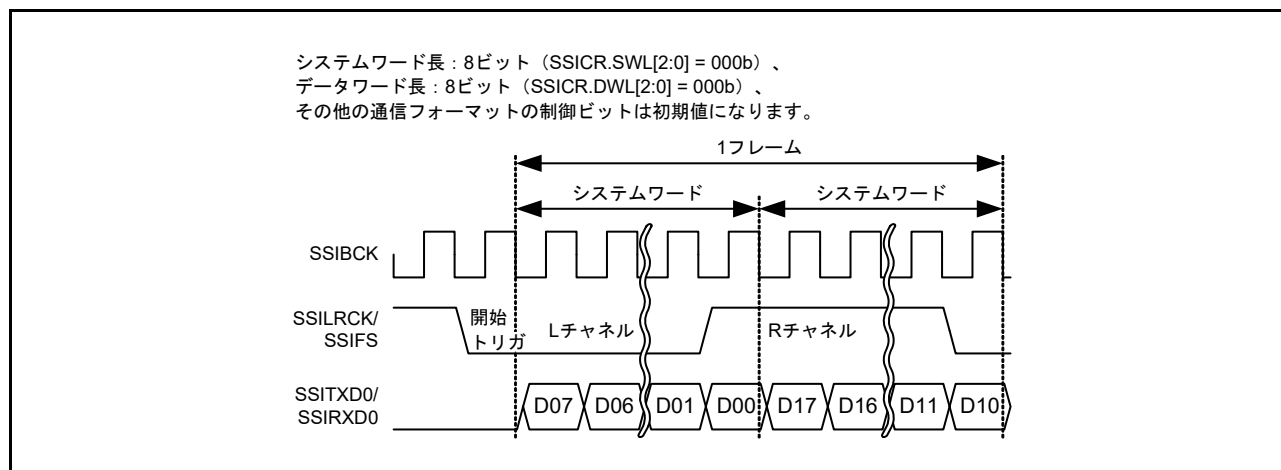 システムワード長：8ビット（SSICR.SWL[2:0] = 000b）、
データワード長：8ビット（SSICR.DWL[2:0] = 000b）、
その他の通信フォーマットの制御ビットは初期値になります。
1フレーム
システムワード システムワード
SSIBCK
SSILRCK/
SSIFS
開始
トリガ
Lチャネル
Rチャネル
SSITXD0/
SSIRXD0
D07 D06 D01 D00 D17 D16 D11 D10